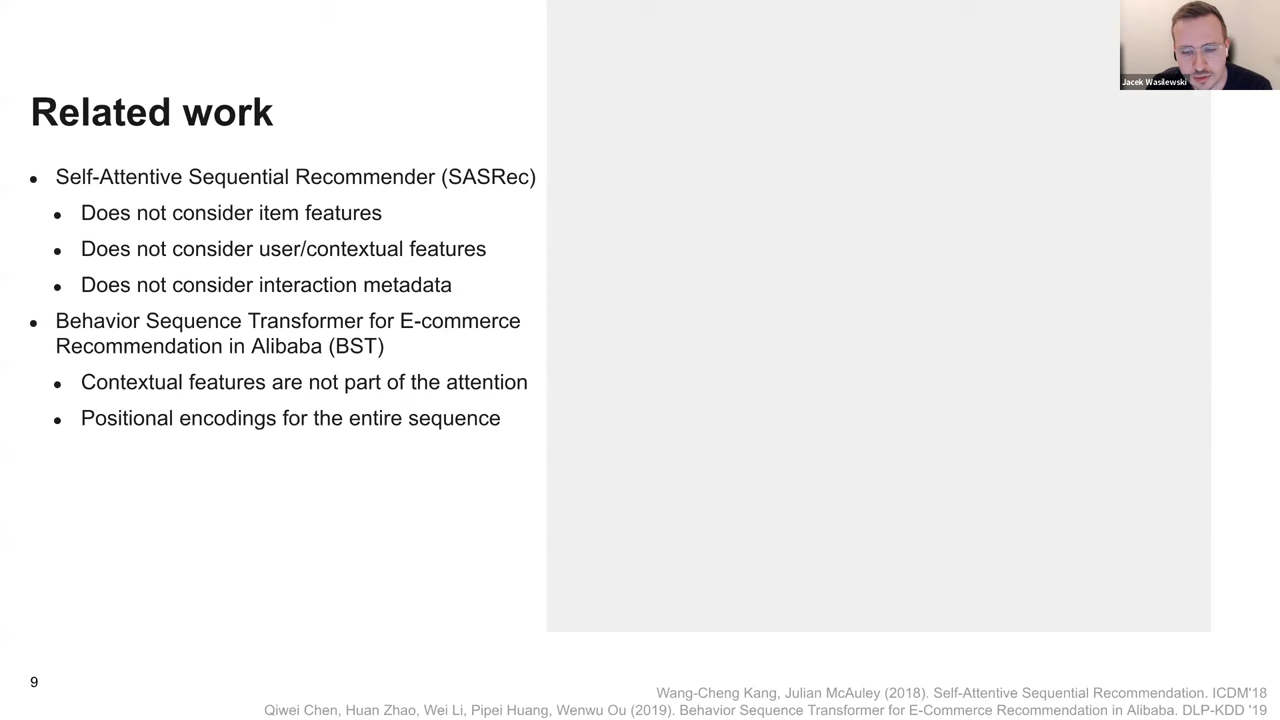 Jacek Wasilewski
Related work
● Self-Attentive Sequential Recommender (SASRec)
● Does not consider item features
● Does not consider user/contextual features
● Does not consider interaction metadata
● Behavior Sequence Transformer for E-commerce
Recommendation in Alibaba (BST)
● Contextual features are not part of the attention
● Positional encodings for the entire sequence
9
Wang-Cheng Kang, Julian McAuley (2018). Self-Attentive Sequential Recommendation. ICDM'18
Qiwei Chen, Huan Zhao, Wei Li, Pipei Huang, Wenwu Ou (2019). Behavior Sequence Transformer for E-Commerce Recommendation in Alibaba. DLP-KDD '19